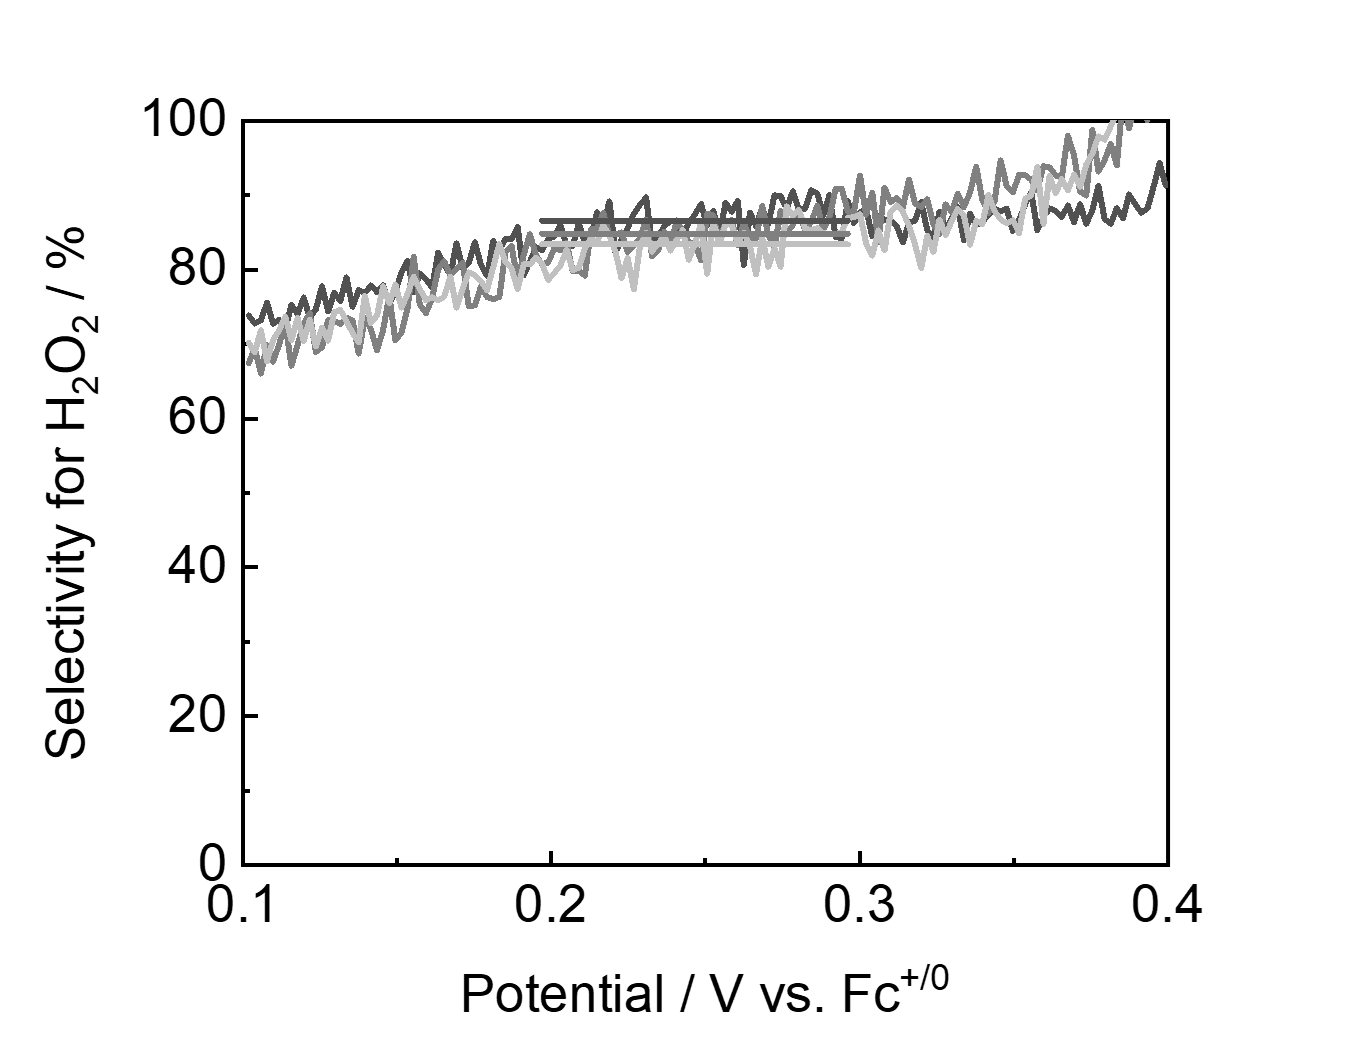 100
80
60
40
20
0
0.1 0.2 0.3 0.4
Selectivity for H₂O₂ / %
Potential / V vs. Fc⁺/⁰